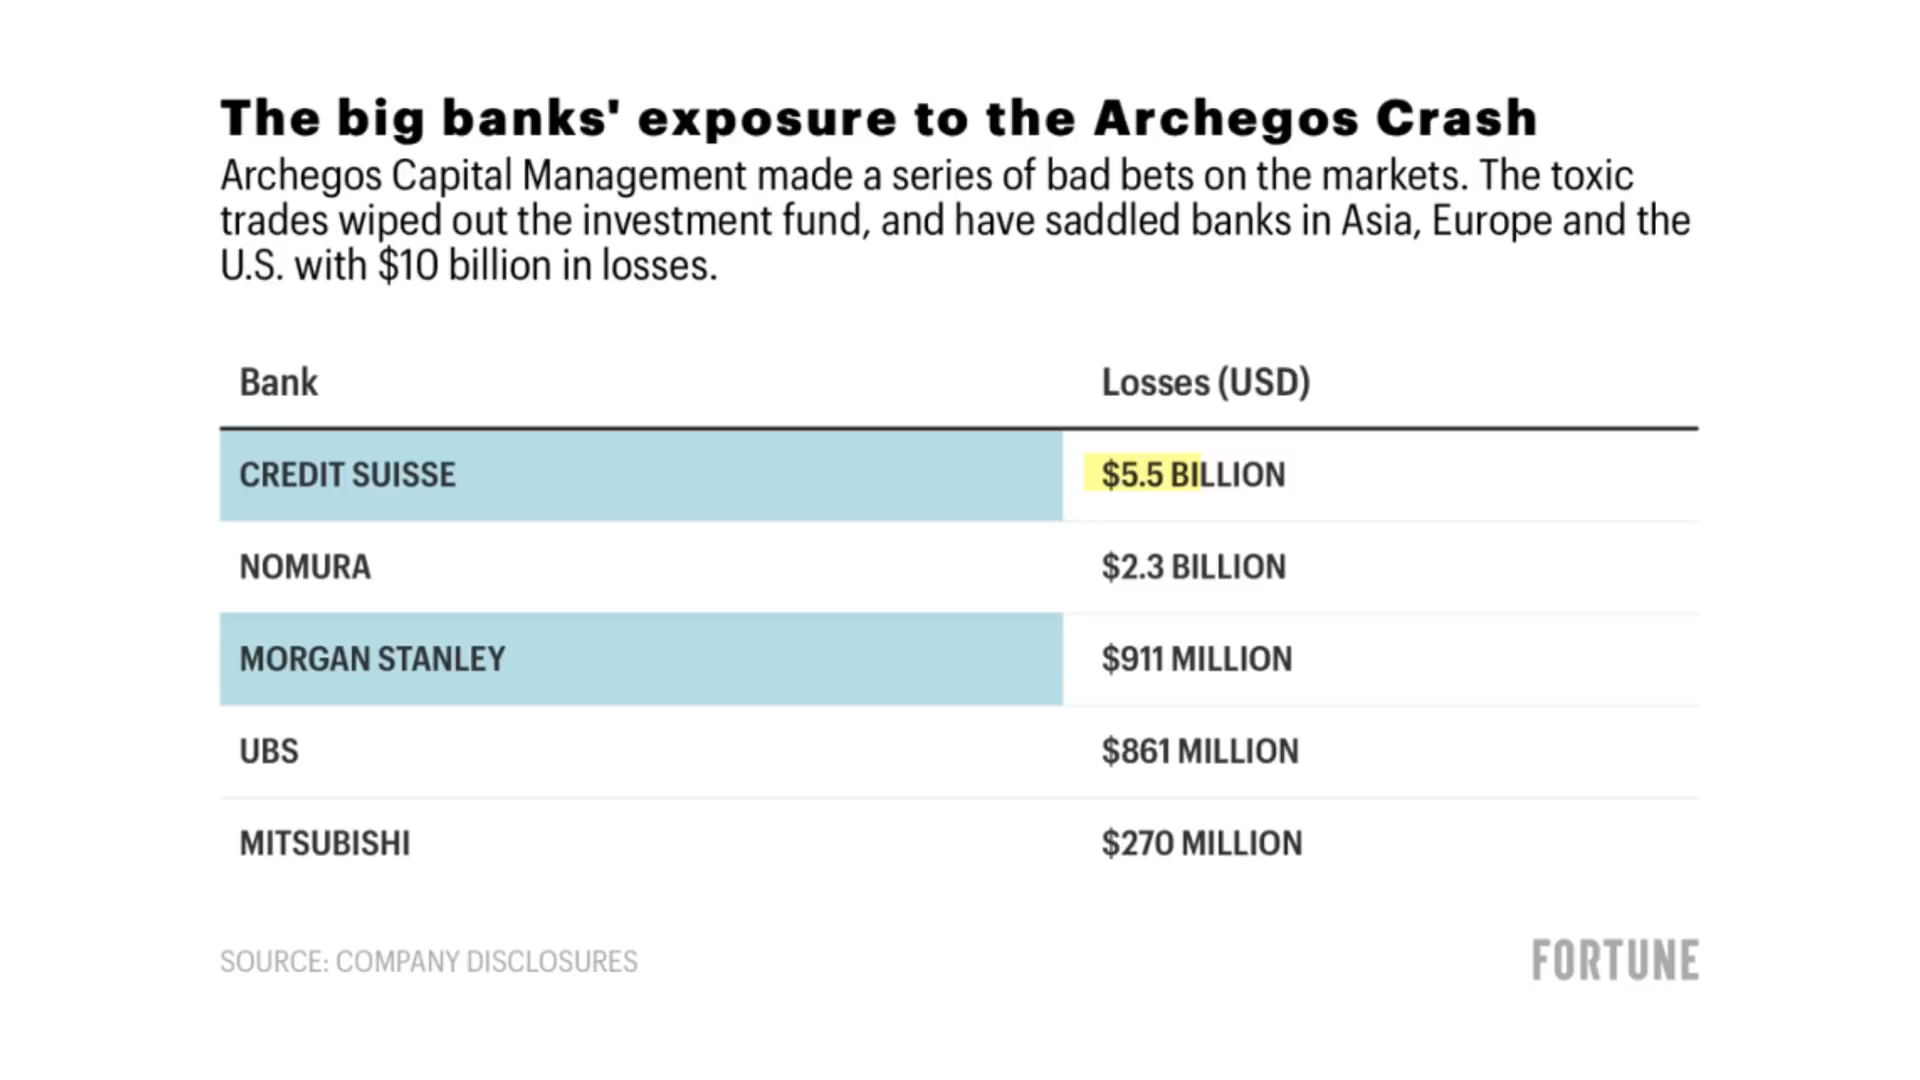 The big banks' exposure to the Archegos Crash
Archegos Capital Management made a series of bad bets on the markets. The toxic
trades wiped out the investment fund, and have saddled banks in Asia, Europe and the
U.S. with $10 billion in losses.
Bank Losses (USD)
CREDIT SUISSE $5.5 BILLION
NOMURA $2.3 BILLION
MORGAN STANLEY $911 MILLION
UBS $861 MILLION
MITSUBISHI $270 MILLION
SOURCE: COMPANY DISCLOSURES FORTUNE